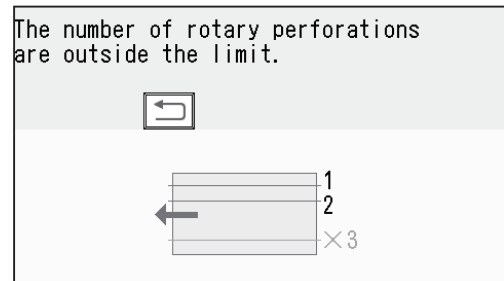 The number of rotary perforations
are outside the limit.
1
2
×3